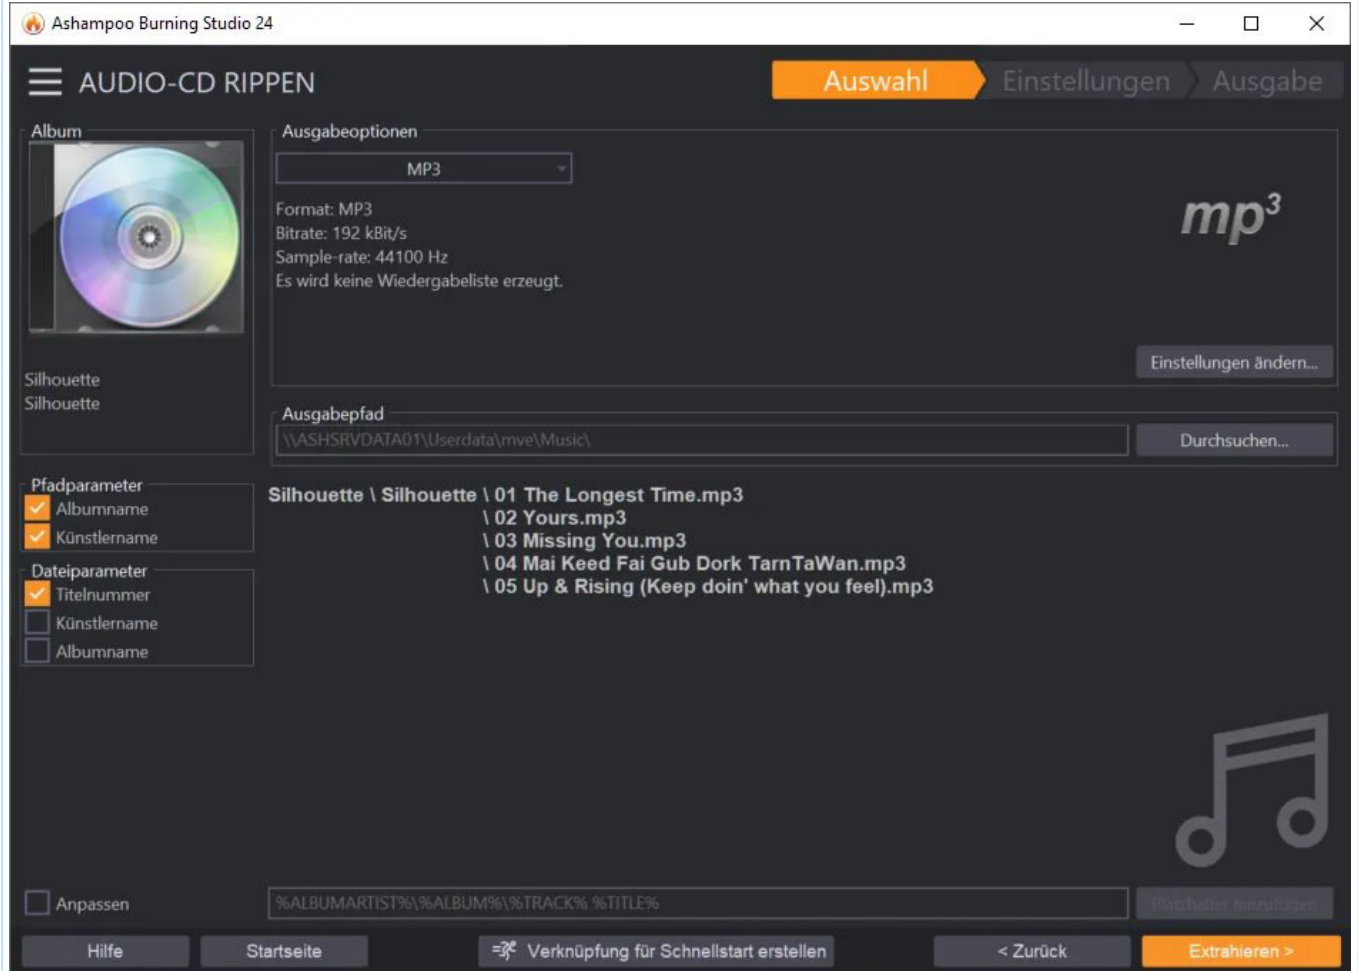 Ashampoo Burning Studio 24
AUDIO-CD RIPPEN
Auswahl
Einstellungen
Ausgabe
Album
Silhouette
Silhouette
Ausgabeoptionen
MP3
Format: MP3
Bitrate: 192 kBit/s
Sample-rate: 44100 Hz
Es wird keine Wiedergabeliste erzeugt.
mp3
Einstellungen ändern...
Ausgabepfad
\\ASHSRVDATA01\Userdata\mve\Music\
Durchsuchen...
Pfadparameter
Albumname
Künstlername
Dateiparameter
Titelnummer
Künstlername
Albumname
Silhouette \ Silhouette \ 01 The Longest Time.mp3
\ 02 Yours.mp3
\ 03 Missing You.mp3
\ 04 Mai Keed Fai Gub Dork TarnTaWan.mp3
\ 05 Up & Rising (Keep doin' what you feel).mp3
Anpassen
%ALBUMARTIST%\%ALBUM%\%TRACK% %TITLE%
Platzhalter hinzufügen
Hilfe
Startseite
Verknüpfung für Schnellstart erstellen
< Zurück
Extrahieren >